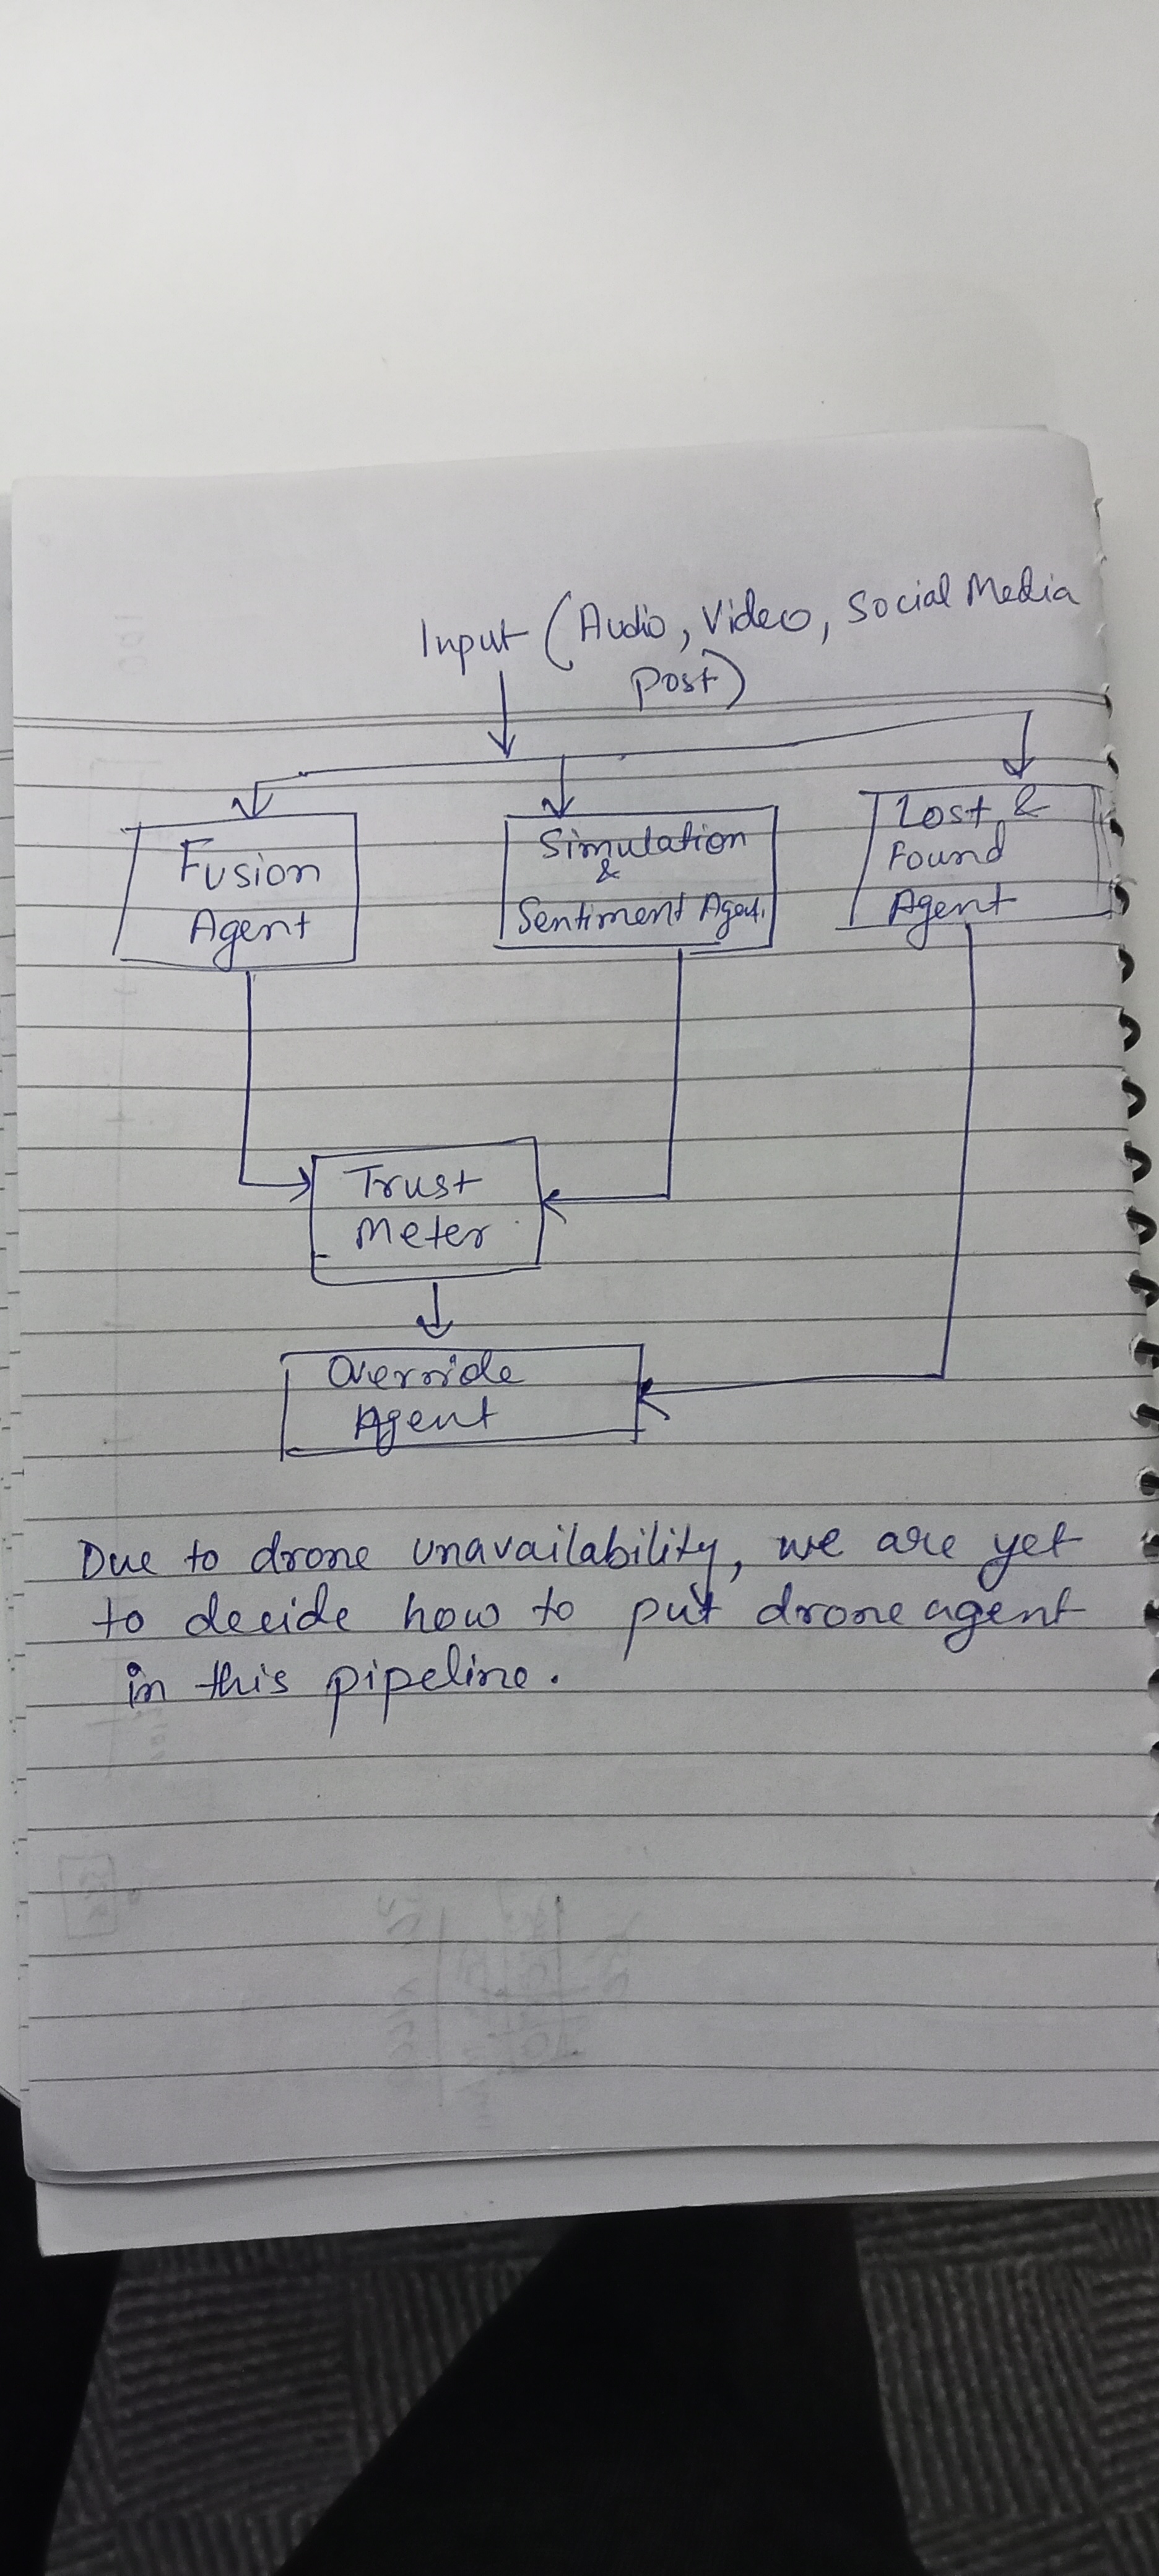 Input (Audio, Video, Social Media
Post)
Fusion
Agent
Simulation
&
Sentiment Agent.
Lost &
Found
Agent
Trust
Meter
Override
Agent
Due to drone unavailability, we are yet
to decide how to put drone agent
in this pipeline.